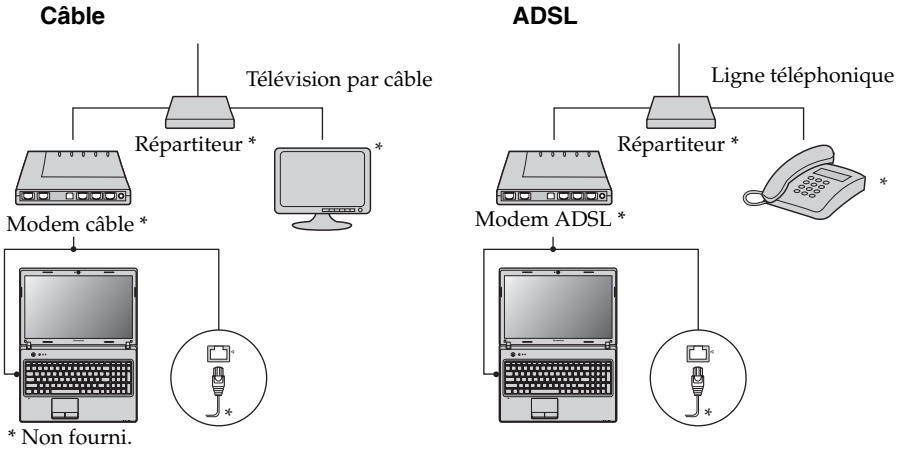 Câble
Télévision par câble
Répartiteur *
*
Modem câble *
*
* Non fourni.
ADSL
Ligne téléphonique
Répartiteur *
*
Modem ADSL *
*